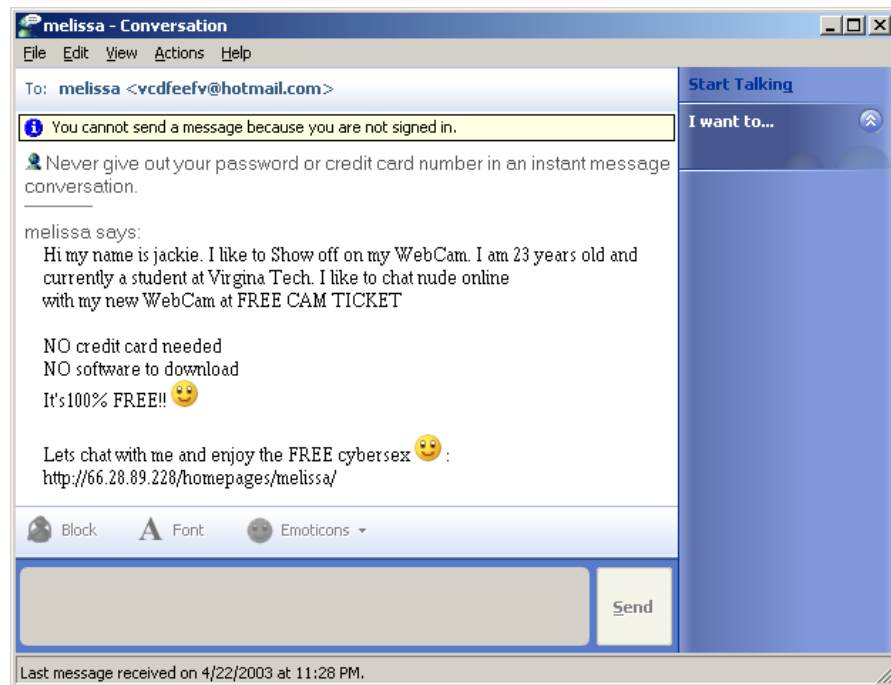 melissa - Conversation
File Edit View Actions Help
To: melissa <vcdfeefv@hotmail.com>
Start Talking
You cannot send a message because you are not signed in.
I want to...
Never give out your password or credit card number in an instant message
conversation.
melissa says:
Hi my name is jackie. I like to Show off on my WebCam. I am 23 years old and
currently a student at Virgina Tech. I like to chat nude online
with my new WebCam at FREE CAM TICKET
NO credit card needed
NO software to download
It's100% FREE!!
Lets chat with me and enjoy the FREE cybersex :
http://66.28.89.228/homepages/melissa/
Block A Font Emoticons
Send
Last message received on 4/22/2003 at 11:28 PM.